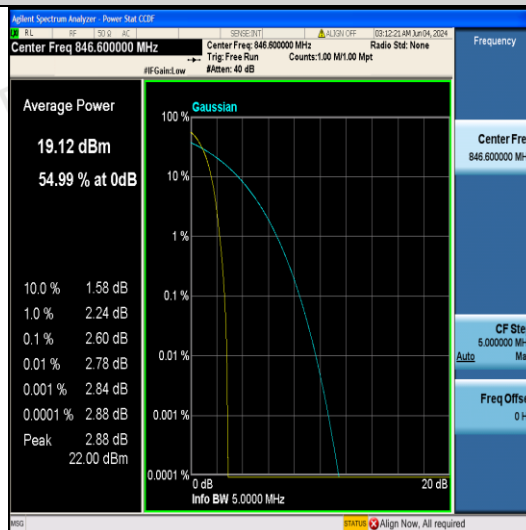 Agilent Spectrum Analyzer - Power Stat CCDF
RL RF 50 Ω AC SENSE:INT ALIGN OFF 03:12:21 AM Jun 04, 2024
Center Freq 846.600000 MHz
Center Freq: 846.600000 MHz Radio Std: None
Trig: Free Run Counts:1.00 M/1.00 Mpt
#IFGain:Low #Atten: 40 dB
Frequency
Average Power
19.12 dBm
54.99 % at 0dB
10.0 % 1.58 dB
1.0 % 2.24 dB
0.1 % 2.60 dB
0.01 % 2.78 dB
0.001 % 2.84 dB
0.0001 % 2.88 dB
Peak 2.88 dB
22.00 dBm
Gaussian
100 %
10 %
1 %
0.1 %
0.01 %
0.001 %
0.0001 %
0 dB 20 dB
Info BW 5.0000 MHz
Center Fre
846.600000 MH
CF Ste
5.000000 MH
Auto Ma
Freq Offse
0 H
MSG STATUS Align Now, All required